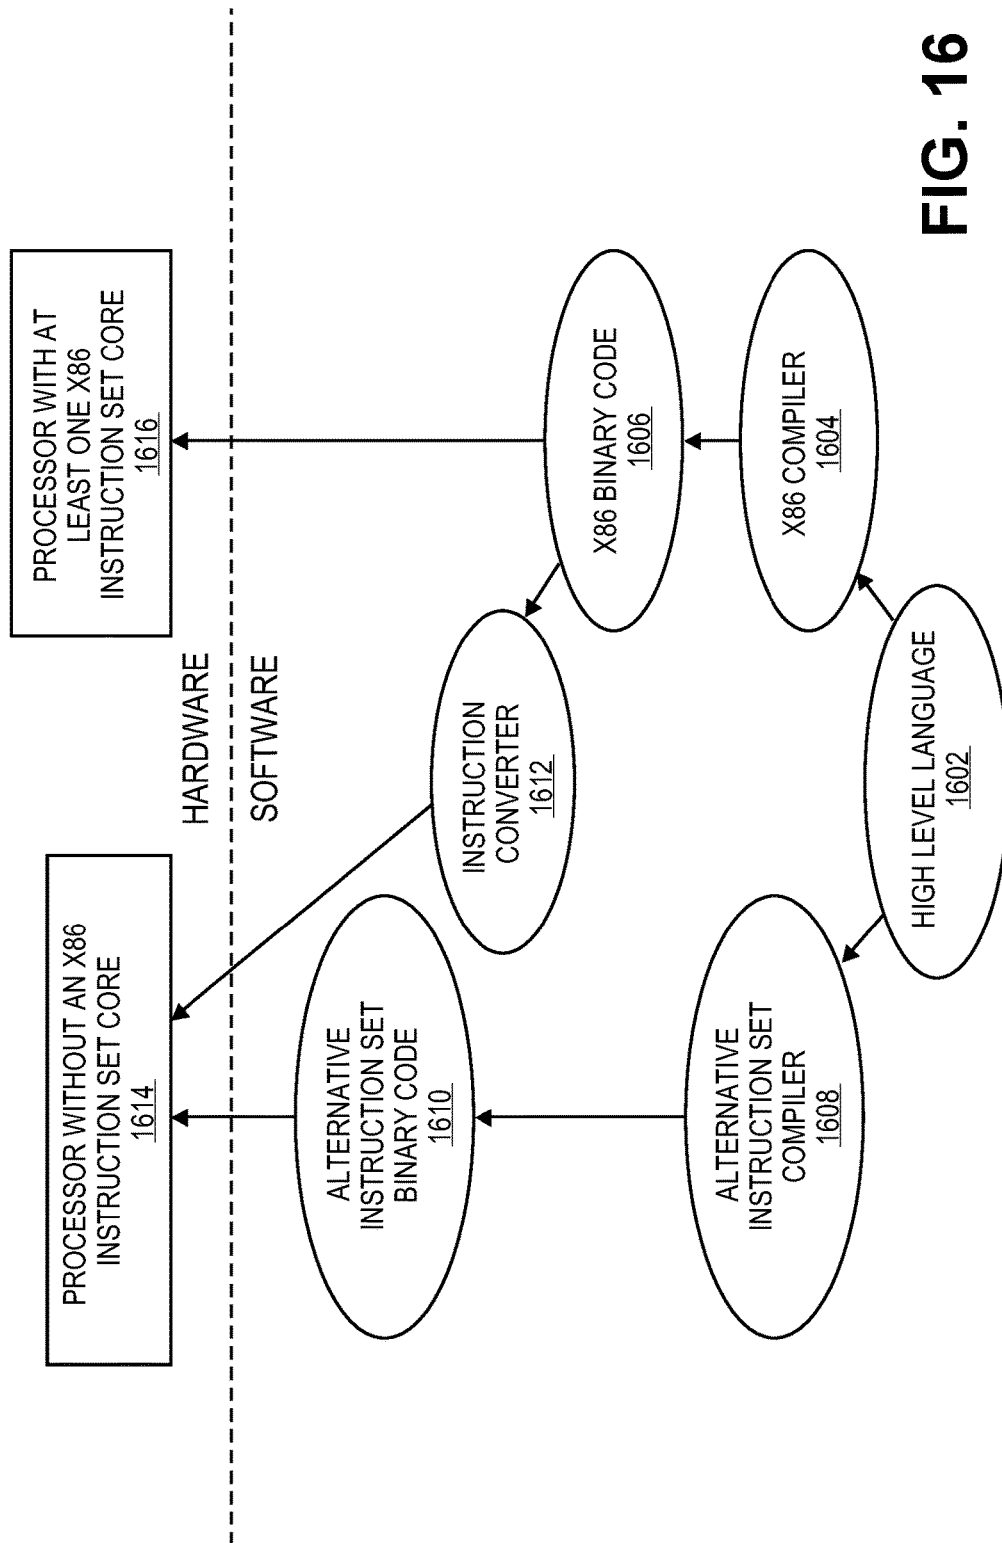 PROCESSOR WITHOUT AN X86
INSTRUCTION SET CORE
1614
PROCESSOR WITH AT
LEAST ONE X86
INSTRUCTION SET CORE
1616
HARDWARE
SOFTWARE
ALTERNATIVE
INSTRUCTION SET
BINARY CODE
1610
INSTRUCTION
CONVERTER
1612
X86 BINARY CODE
1606
ALTERNATIVE
INSTRUCTION SET
COMPILER
1608
X86 COMPILER
1604
HIGH LEVEL LANGUAGE
1602
FIG. 16